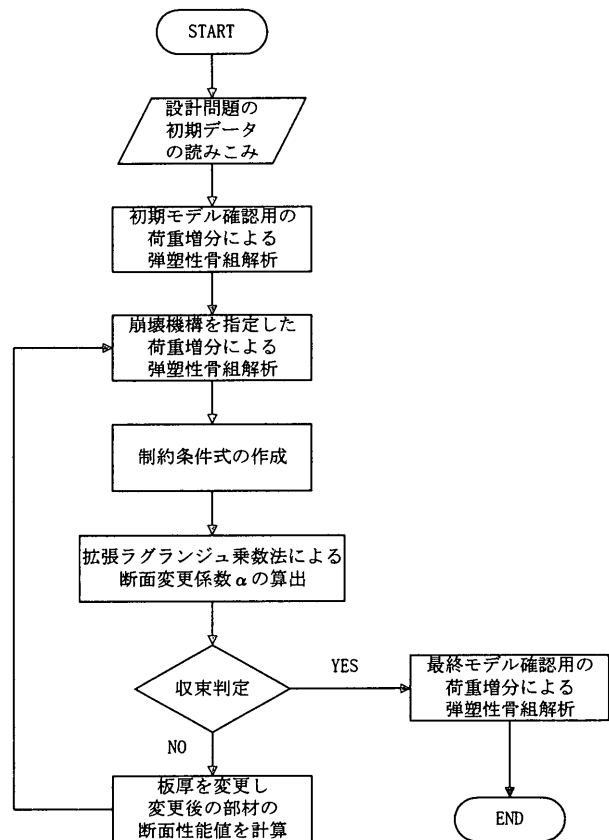 START
設計問題の
初期データ
の読みこみ
初期モデル確認用の
荷重増分による
弾塑性骨組解析
崩壊機構を指定した
荷重増分による
弾塑性骨組解析
制約条件式の作成
拡張ラグランジュ乗数法による
断面変更係数αの算出
収束判定
YES
最終モデル確認用の
荷重増分による
弾塑性骨組解析
NO
板厚を変更し
変更後の部材の
断面性能値を計算
END